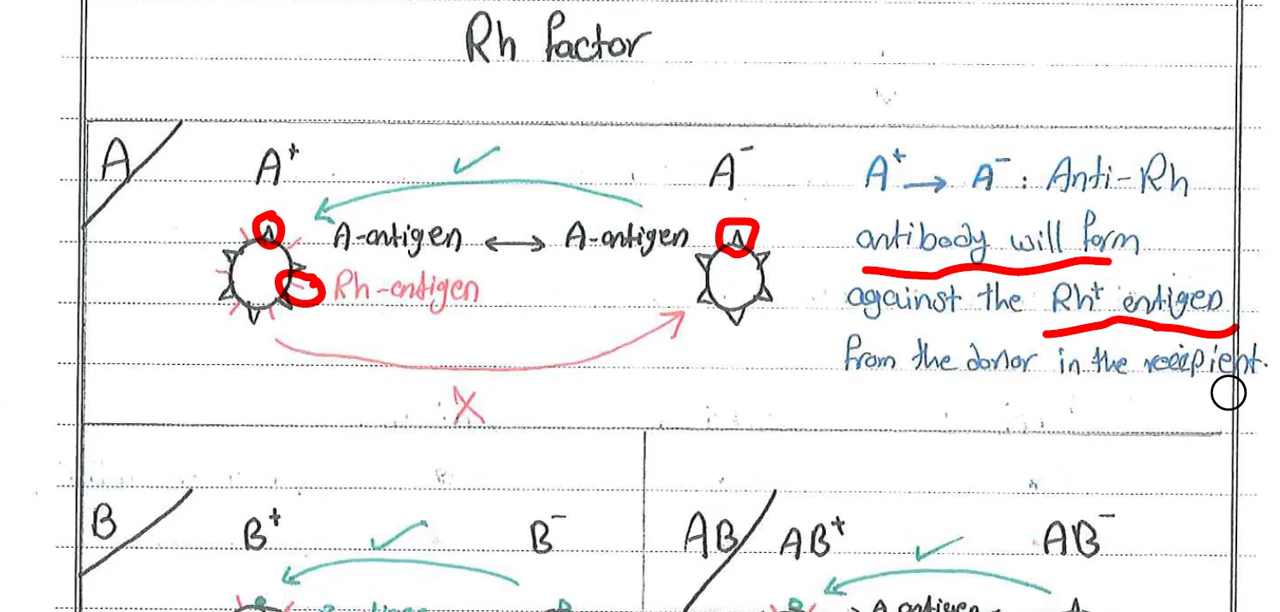 Rh factor
A
A⁺
A⁻
A⁺ → A⁻ : Anti-Rh
A-antigen ↔ A-antigen
antibody will form
Rh-antigen
against the Rh⁺ antigen
from the donor in the recipient.
X
B
B⁺
B⁻
AB
AB⁺
AB⁻
A antigen